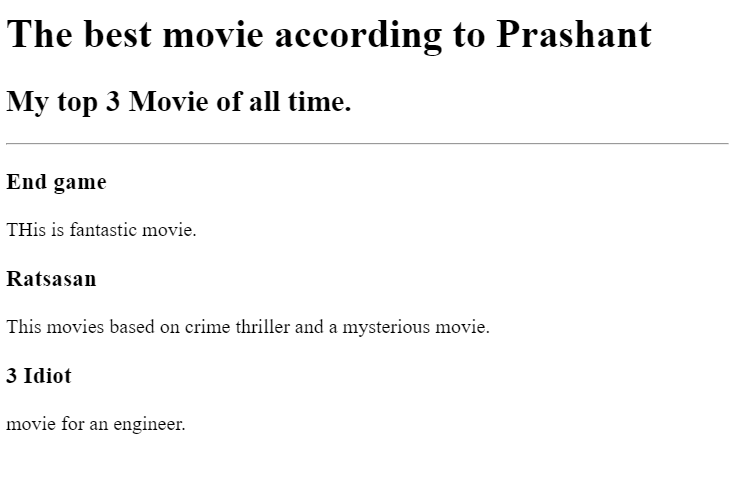 The best movie according to Prashant
My top 3 Movie of all time.
End game
THis is fantastic movie.
Ratsasan
This movies based on crime thriller and a mysterious movie.
3 Idiot
movie for an engineer.